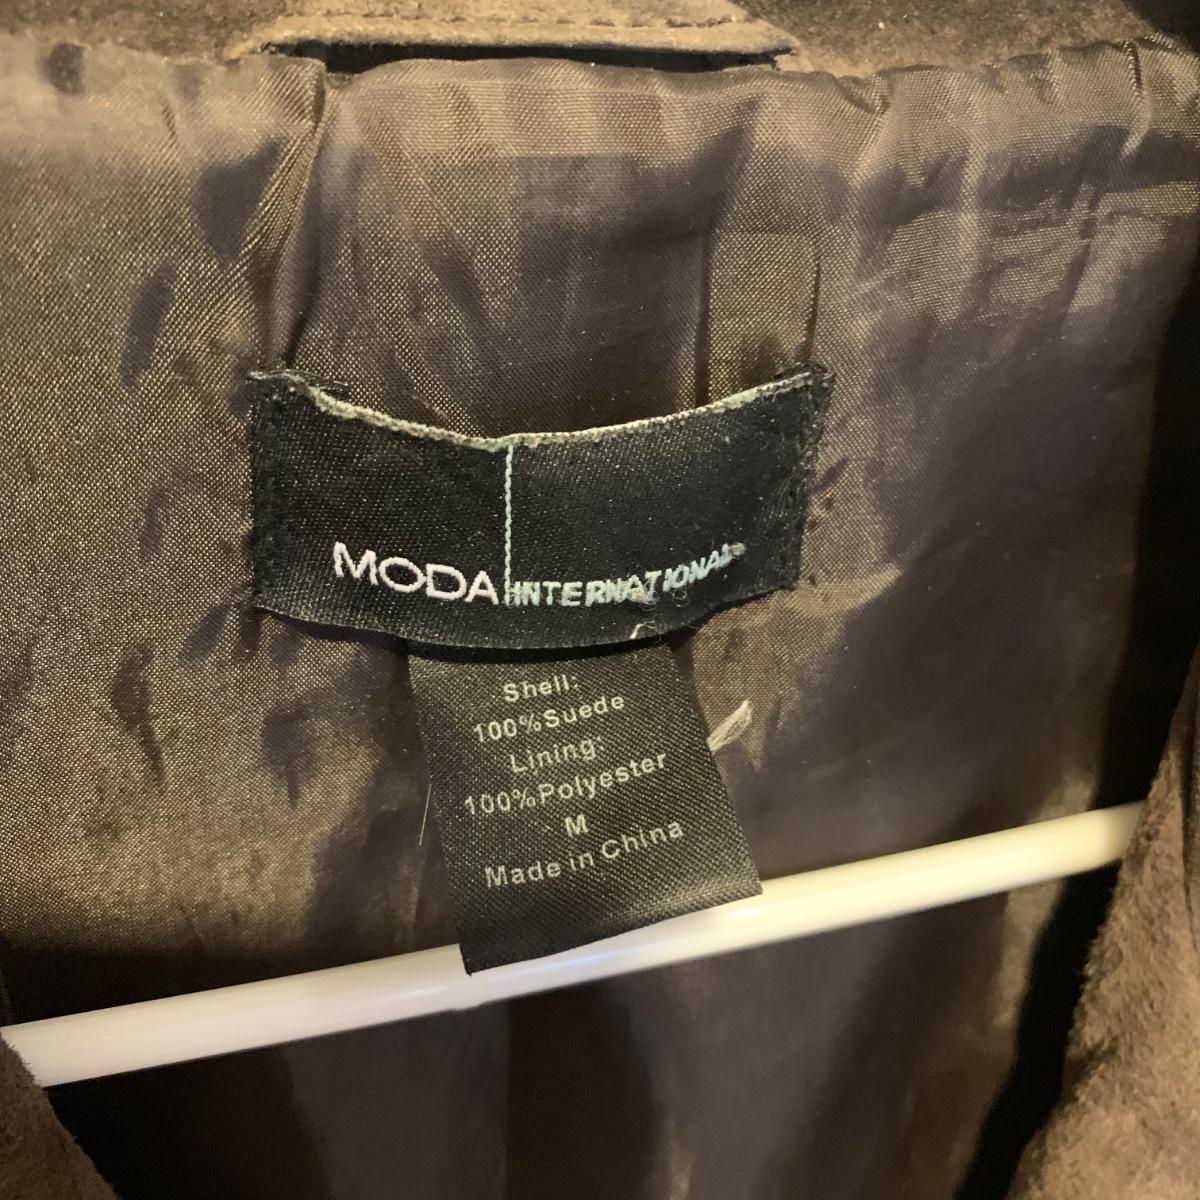 MODA INTERNATIONAL
Shell:
100%Suede
Lining:
100%Polyester
M
Made in China